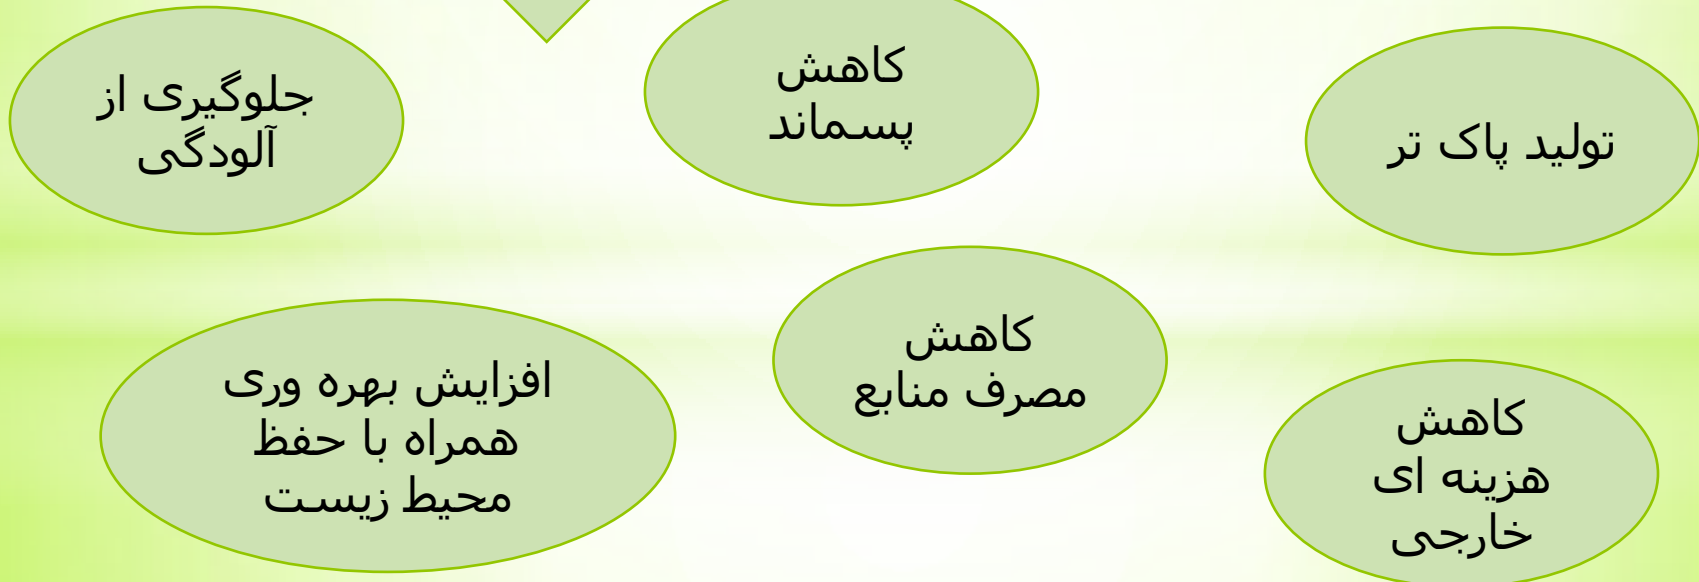 تولید پاک تر
کاهش
پسماند
جلوگیری از
آلودگی
کاهش
هزینه ای
خارجی
کاهش
مصرف منابع
افزایش بهره وری
همراه با حفظ
محیط زیست